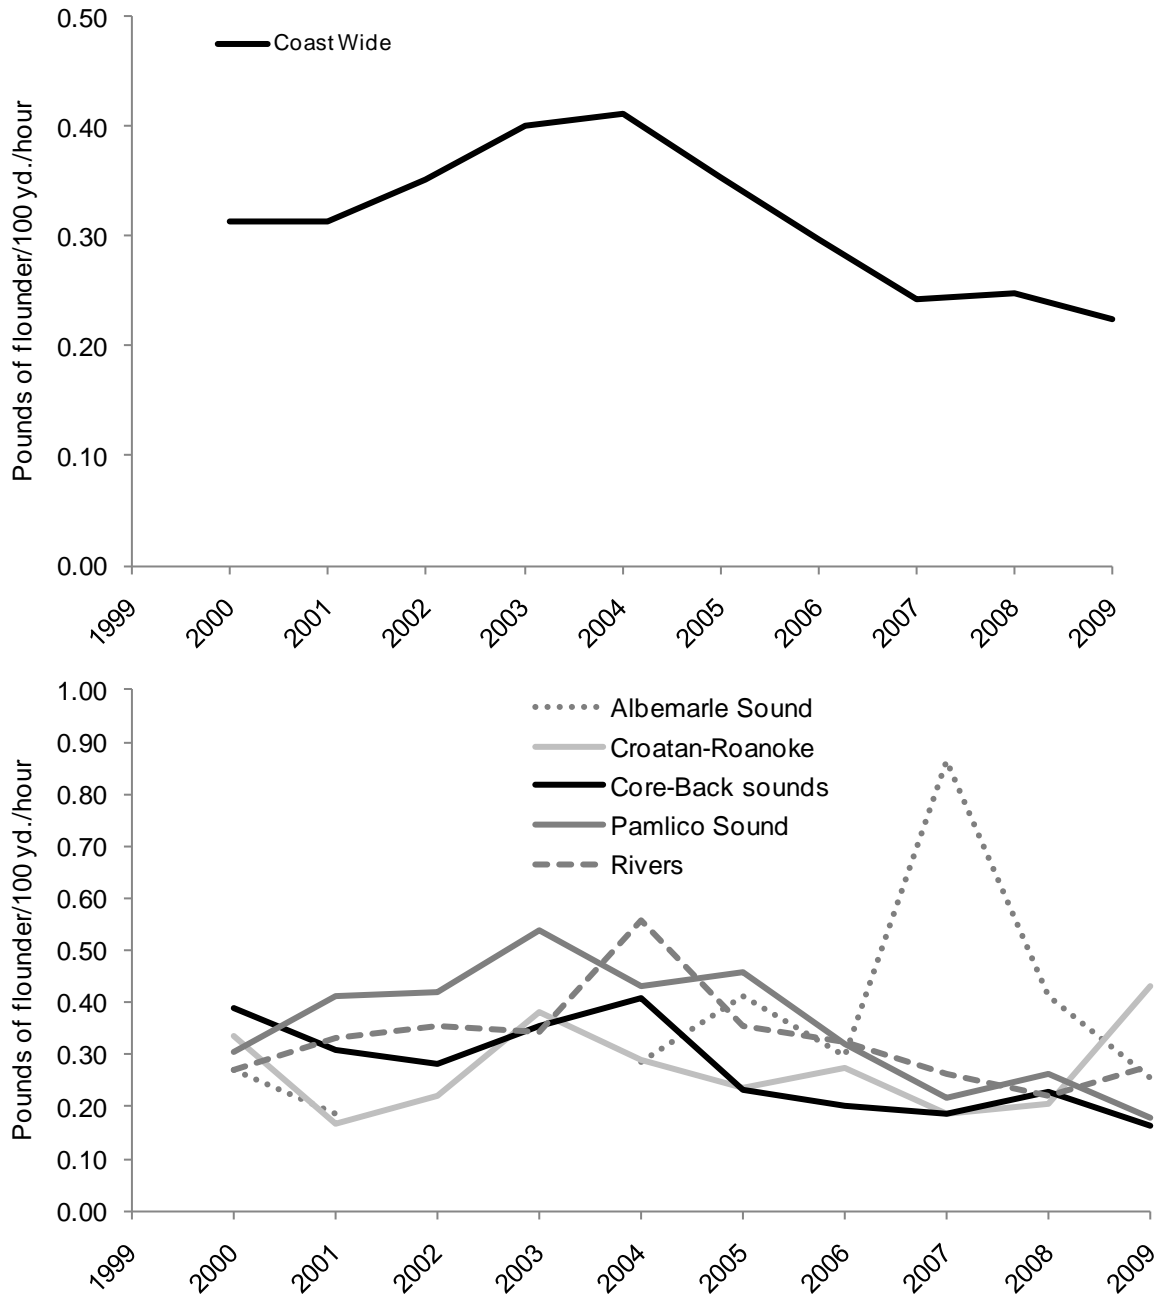 0.50
Coast Wide
0.40
0.30
0.20
0.10
0.00
Pounds of flounder/100 yd./hour
1999 2000 2001 2002 2003 2004 2005 2006 2007 2008 2009
1.00
Albemarle Sound
0.90
Croatan-Roanoke
0.80
Core-Back sounds
0.70
Pamlico Sound
Rivers
0.60
0.50
0.40
0.30
0.20
0.10
0.00
Pounds of flounder/100 yd./hour
1999 2000 2001 2002 2003 2004 2005 2006 2007 2008 2009